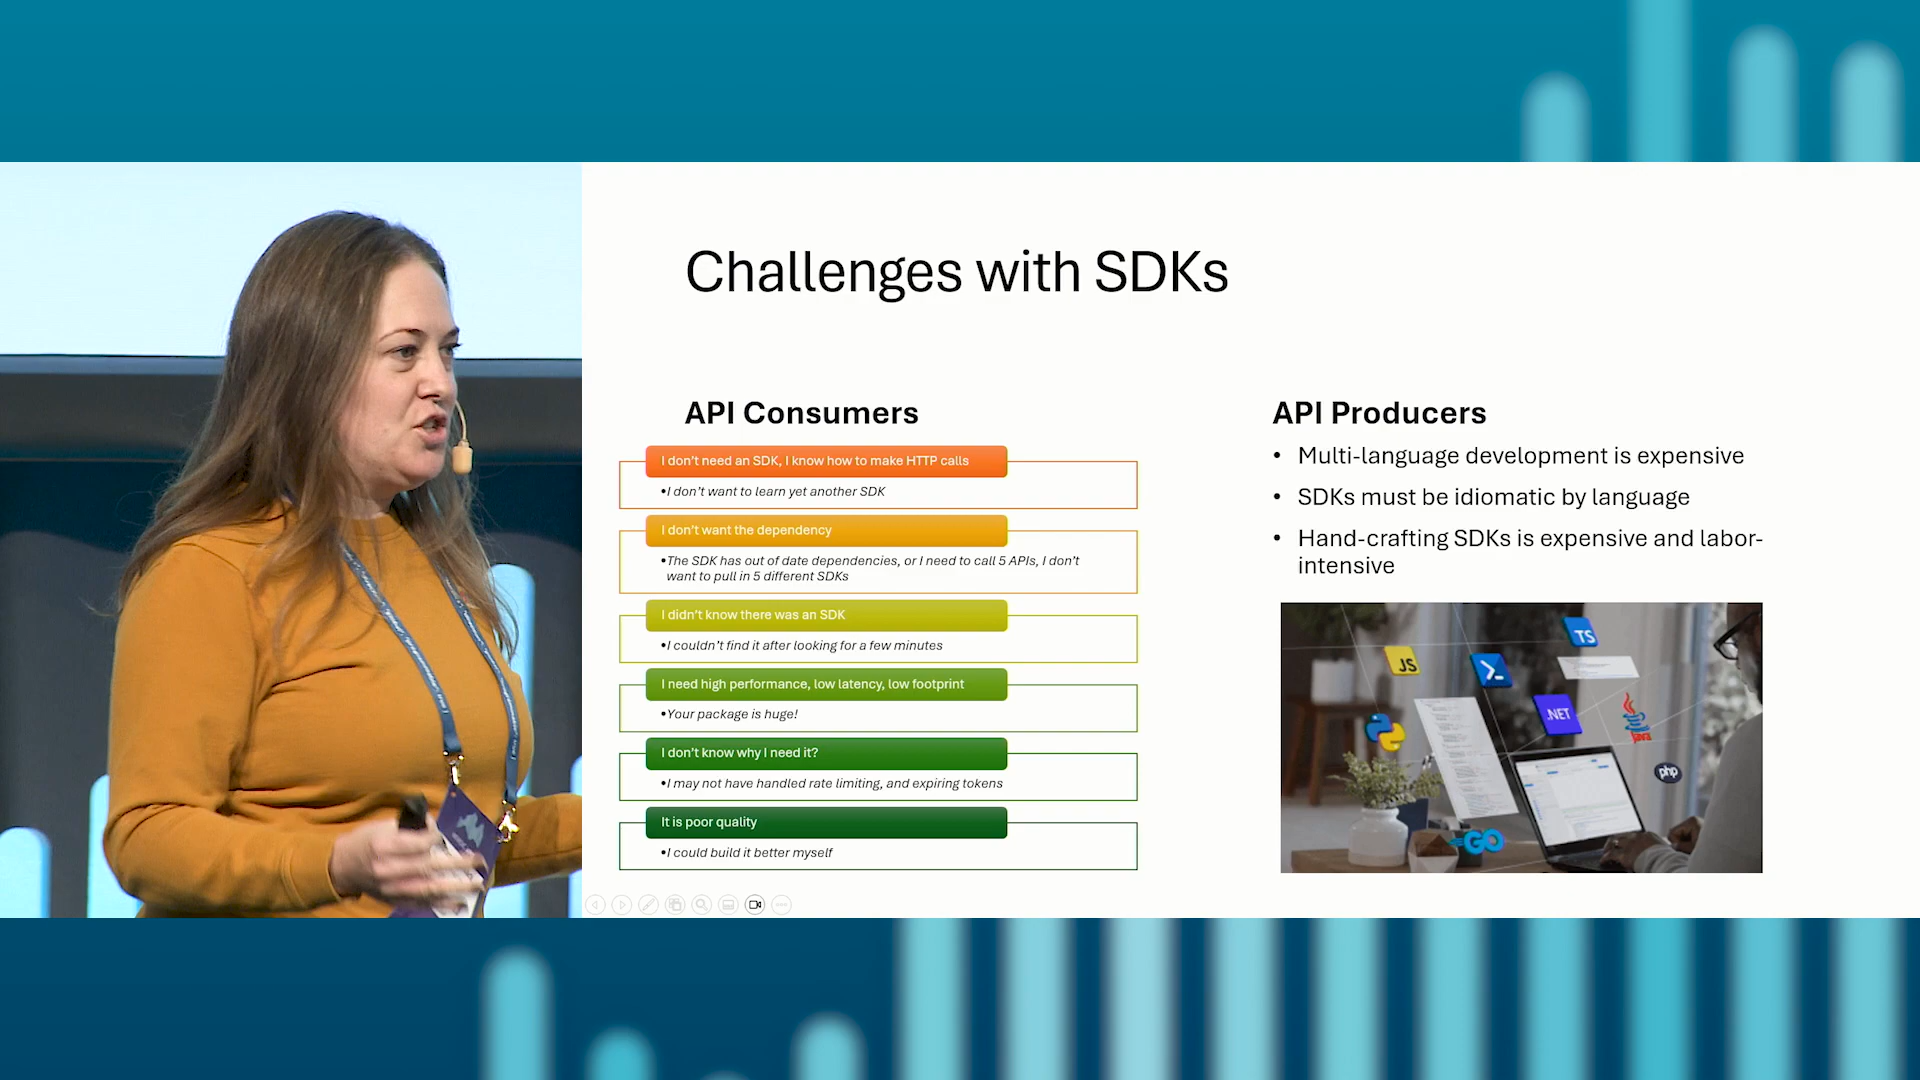 Challenges with SDKs
API Consumers
I don't need an SDK, I know how to make HTTP calls
•I don't want to learn yet another SDK
I don't want the dependency
•The SDK has out of date dependencies, or I need to call 5 APIs, I don't
want to pull in 5 different SDKs
I didn't know there was an SDK
•I couldn't find it after looking for a few minutes
I need high performance, low latency, low footprint
•Your package is huge!
I don't know why I need it?
•I may not have handled rate limiting, and expiring tokens
It is poor quality
•I could build it better myself
API Producers
• Multi-language development is expensive
• SDKs must be idiomatic by language
• Hand-crafting SDKs is expensive and labor-
intensive
TS
JS
.NET
Java
php
GO